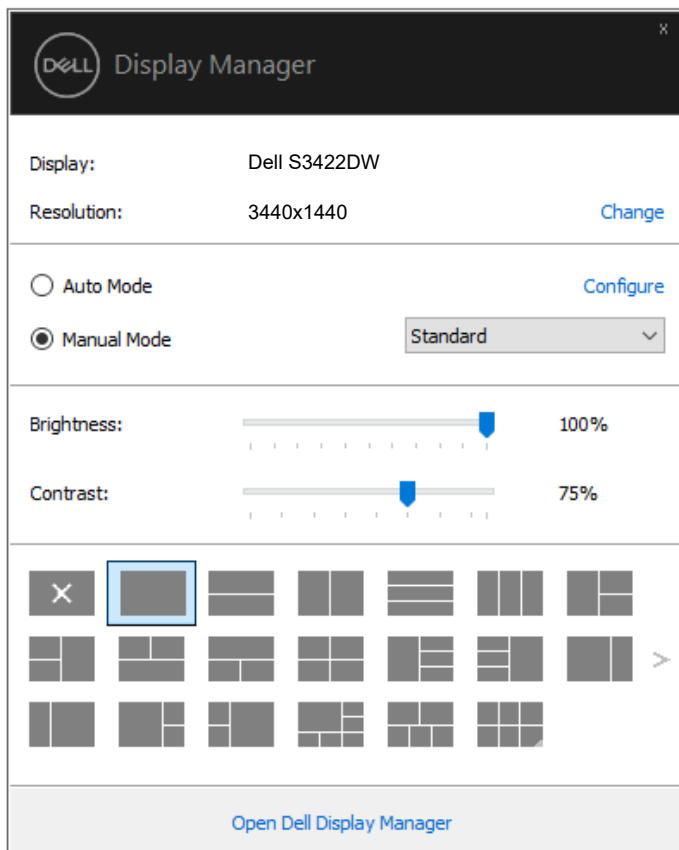 x
DELL Display Manager
Display: Dell S3422DW
Resolution: 3440x1440 Change
Auto Mode Configure
Manual Mode Standard
Brightness: 100%
Contrast: 75%
>
Open Dell Display Manager